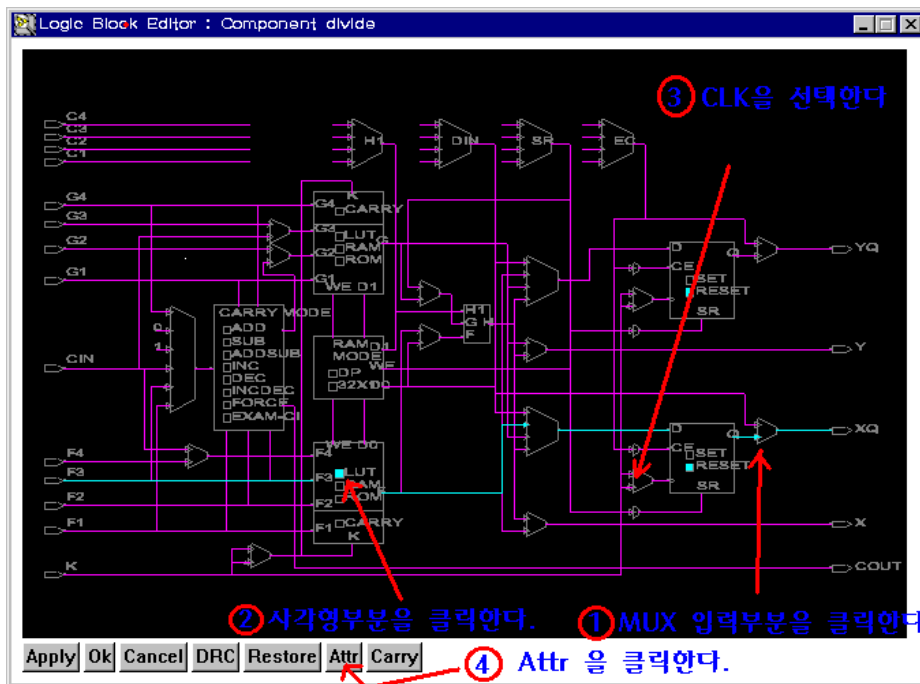 Logic Block Editor : Component divide
③ CLK을 선택한다
C4
C3
C2
C1
H1
DIN
SR
EC
G4
G3
G2
G1
K
G4
CARRY
G3
LUT
G
RAM
G2
ROM
G1
WE D1
D
Q
CE
SET
RESET
SR
YQ
CARRY MODE
ADD
SUB
ADDSUB
INC
DEC
INCDEC
FORCE
EXAM-CI
0
1
CIN
RAM D1
MODE
WE
DP
32X1 D0
H1
G H
F
Y
WE D0
F4
F3
LUT
RAM
F
ROM
F2
F1
CARRY
K
D
Q
CE
SET
RESET
SR
XQ
F4
F3
F2
F1
K
X
COUT
② 사각형부분을 클릭한다.
① MUX 입력부분을 클릭한다
Apply Ok Cancel DRC Restore Attr Carry
④ Attr 을 클릭한다.